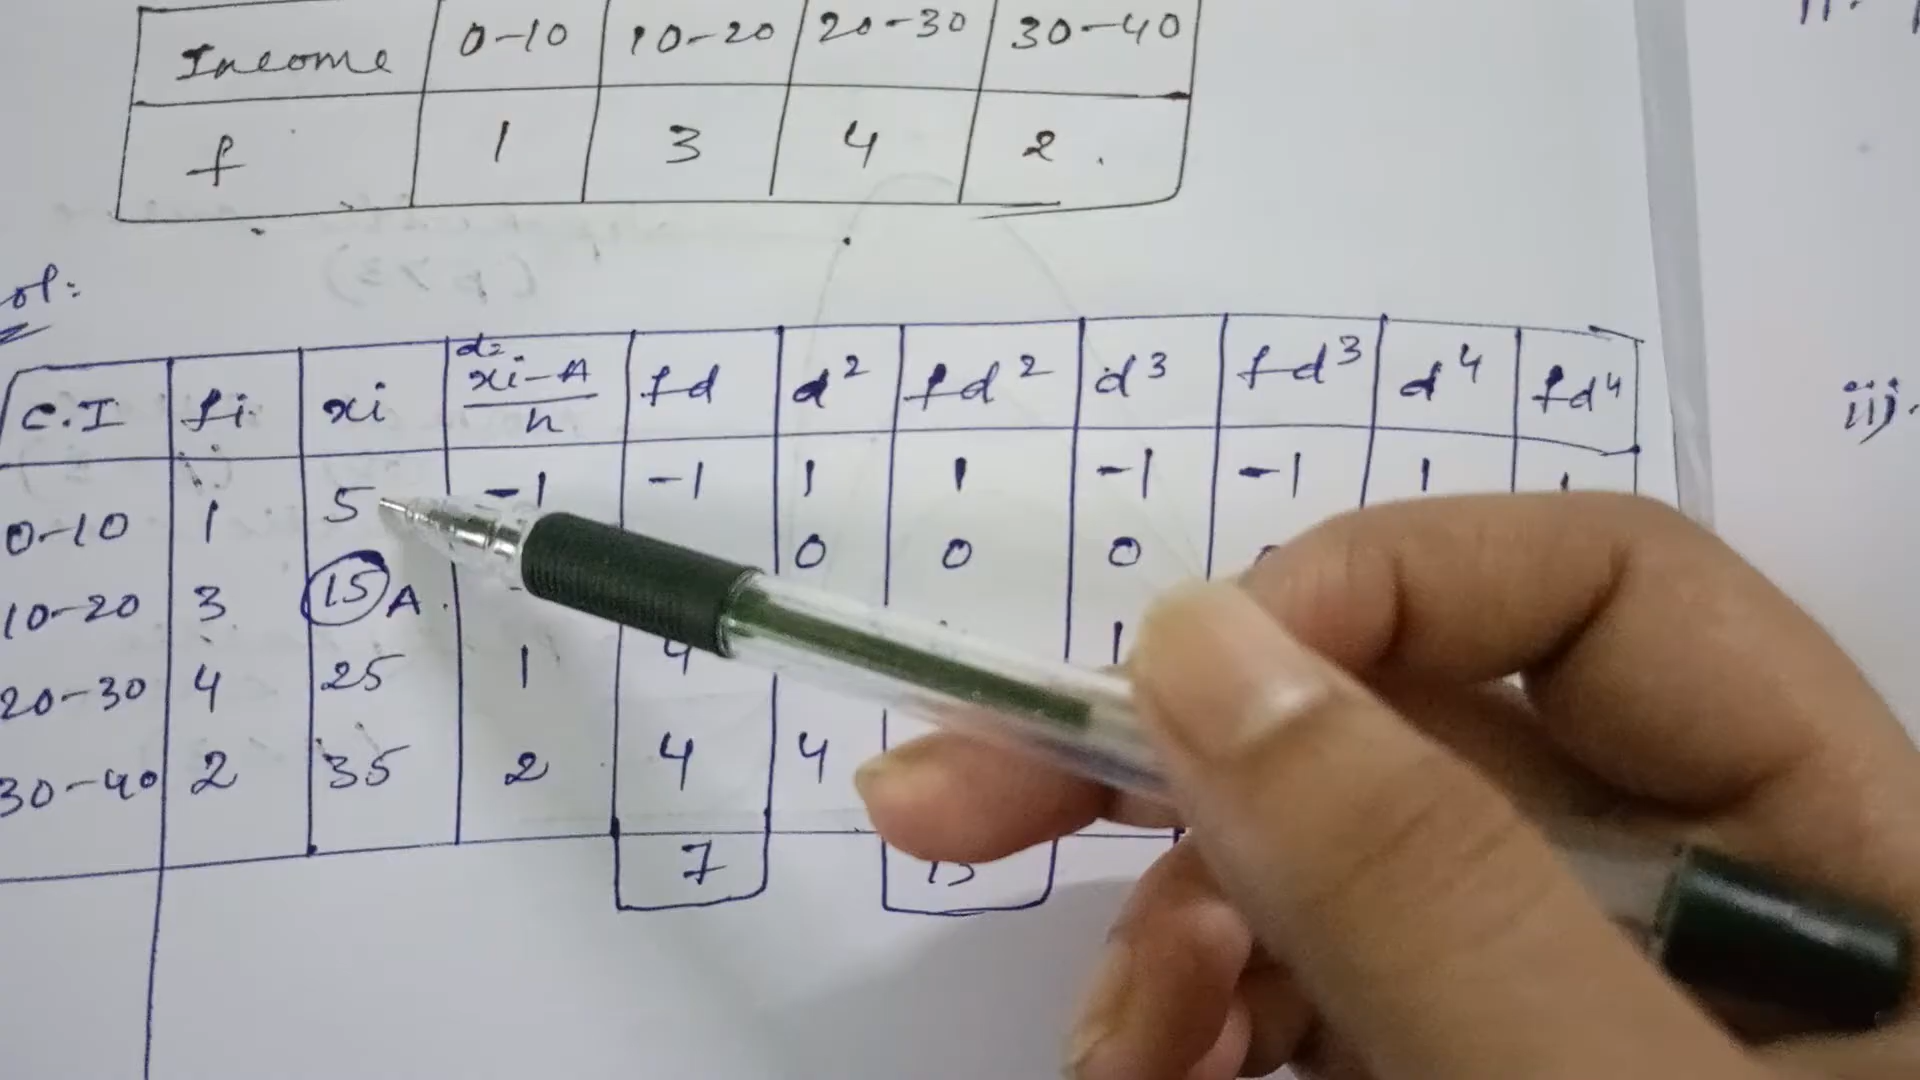 Income 0-10 10-20 20-30 30-40
f 1 3 4 2
ol:
C.I fi xi d= xi-A/h fd d² fd² d³ fd³ d⁴ fd⁴
0-10 1 5 -1 -1 1 1 -1 -1 1 1
10-20 3 15 A 0 0 0
20-30 4 25 1 4 1
30-40 2 35 2 4 4
7 15
iii.